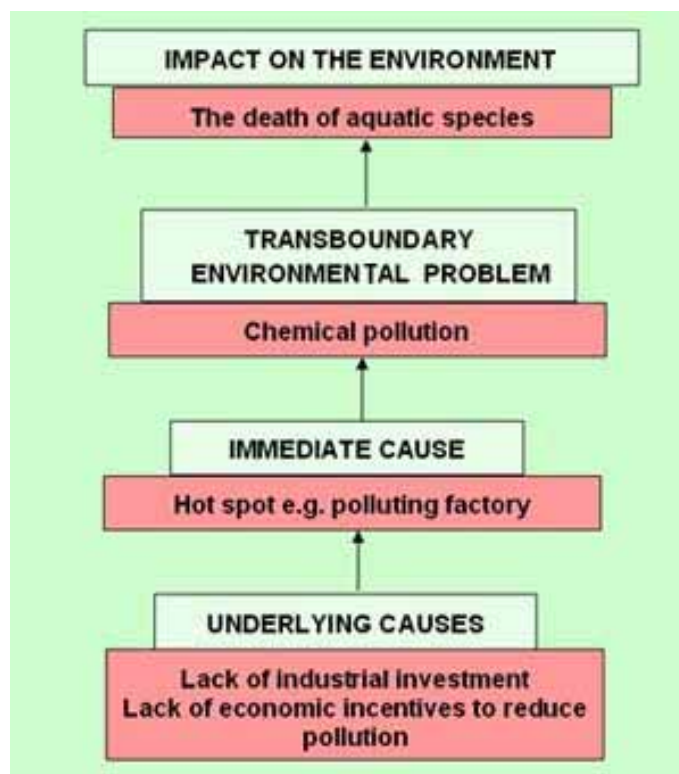 IMPACT ON THE ENVIRONMENT
The death of aquatic species
TRANSBOUNDARY
ENVIRONMENTAL PROBLEM
Chemical pollution
IMMEDIATE CAUSE
Hot spot e.g. polluting factory
UNDERLYING CAUSES
Lack of industrial investment
Lack of economic incentives to reduce
pollution